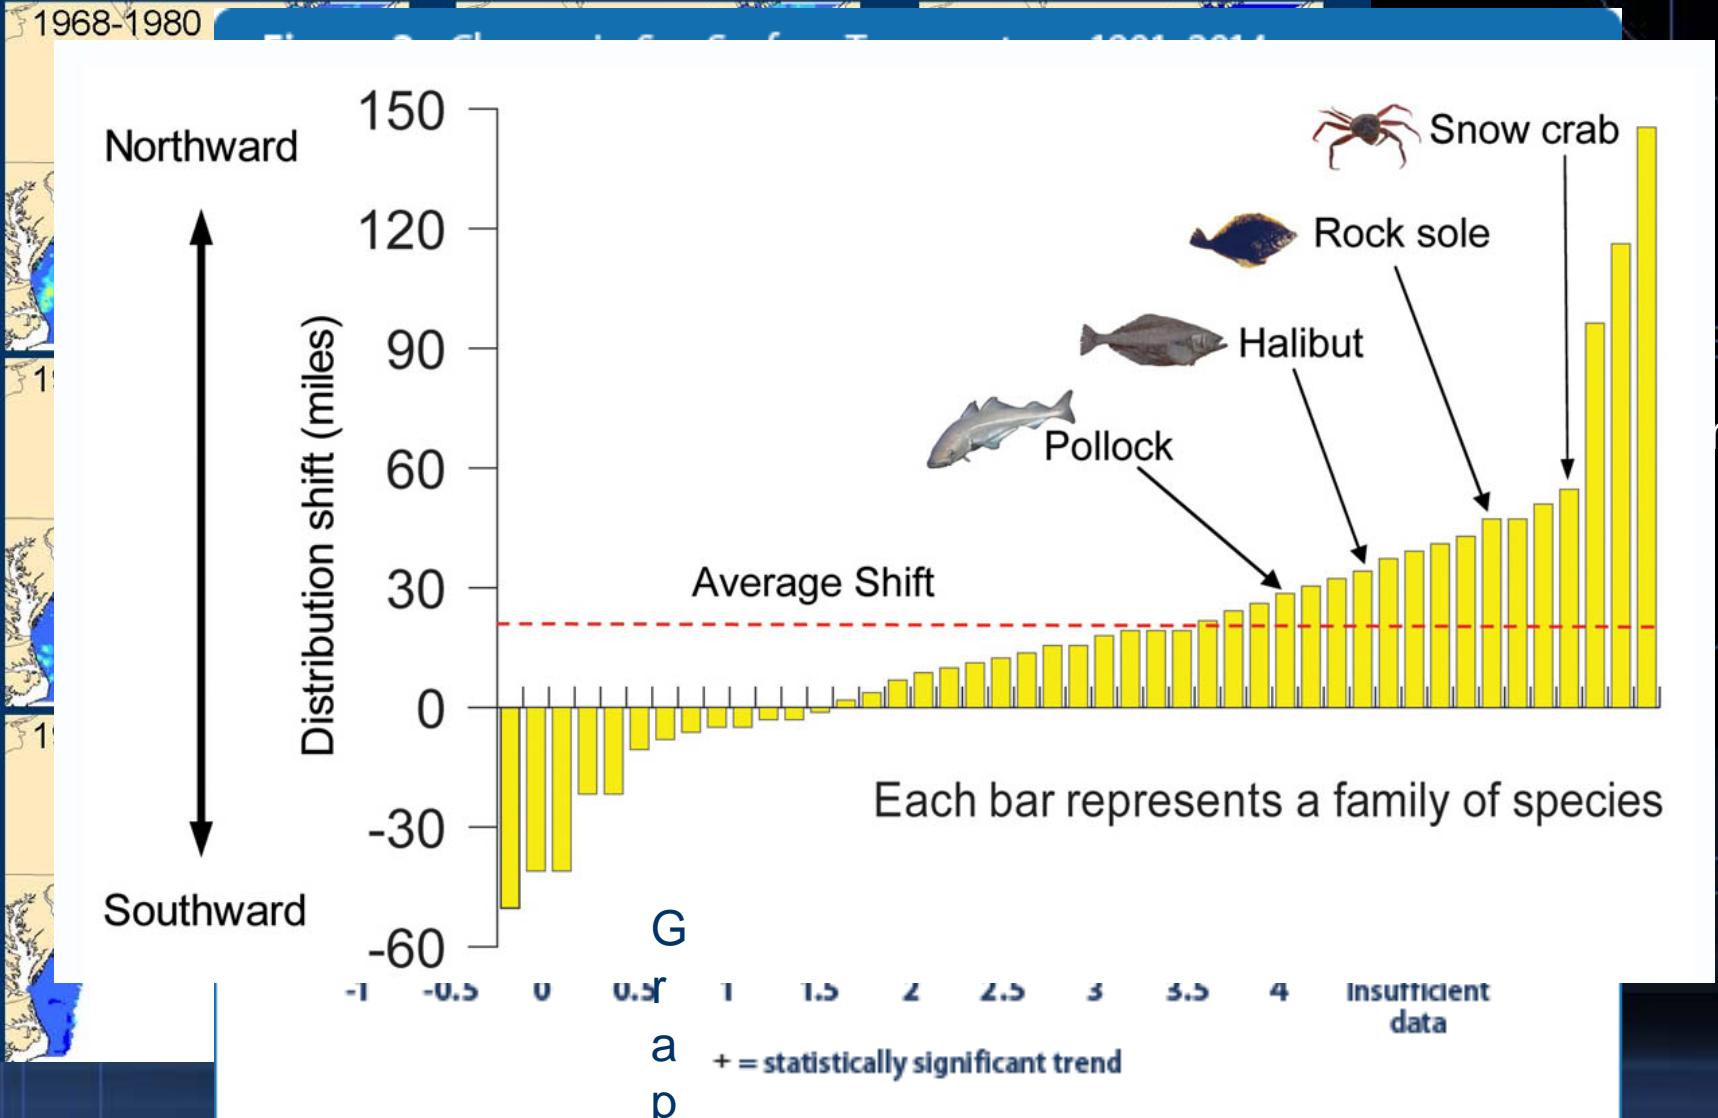 1968-1980
150
Northward
Snow crab
120
Rock sole
90
Halibut
Distribution shift (miles)
60
Pollock
30
Average Shift
0
Each bar represents a family of species
-30
Southward
-60
G
r
a
p
-1 -0.5 0 0.5 1 1.5 2 2.5 3 3.5 4 Insufficient
data
+ = statistically significant trend